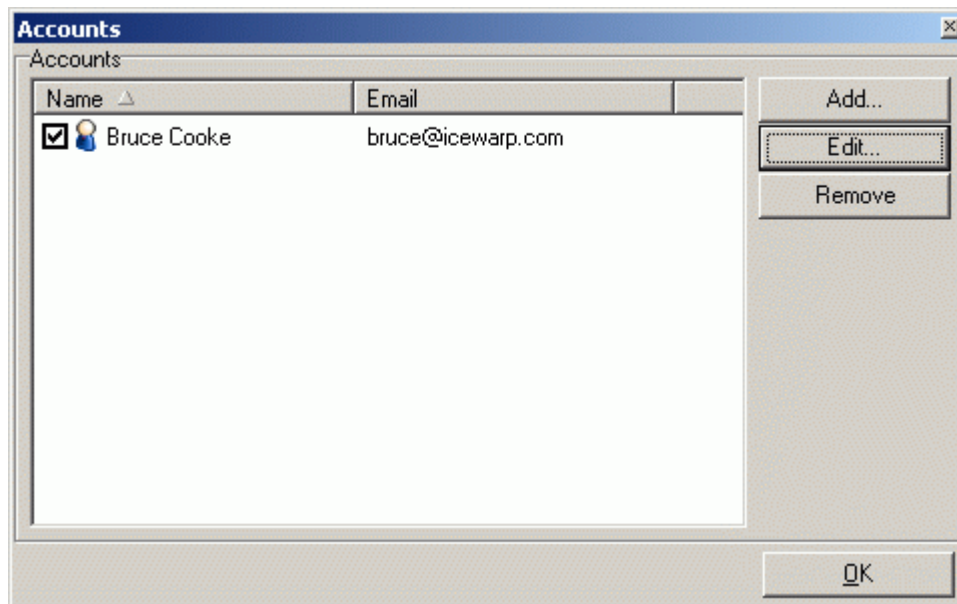 Accounts
Accounts
Name Email
Add...
Bruce Cooke bruce@icewarp.com
Edit...
Remove
OK